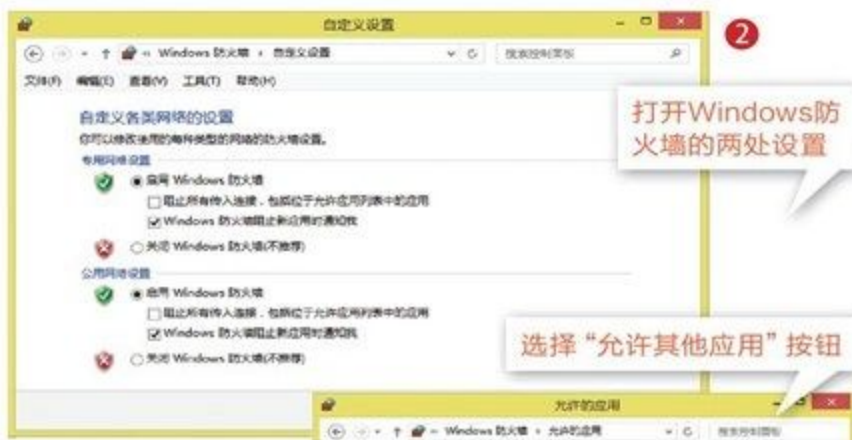 自定义设置
2
Windows 防火墙 自定义设置
搜索控制面板
文件(F) 编辑(E) 查看(V) 工具(T) 帮助(H)
打开Windows防
火墙的两处设置
自定义各类网络的设置
你可以修改使用的每种类型的网络的防火墙设置。
专用网络设置
启用 Windows 防火墙
阻止所有传入连接，包括位于允许应用列表中的应用
Windows 防火墙阻止新应用时通知我
关闭 Windows 防火墙(不推荐)
公用网络设置
启用 Windows 防火墙
阻止所有传入连接，包括位于允许应用列表中的应用
Windows 防火墙阻止新应用时通知我
关闭 Windows 防火墙(不推荐)
选择“允许其他应用”按钮
允许的应用
Windows 防火墙 允许的应用
搜索控制面板